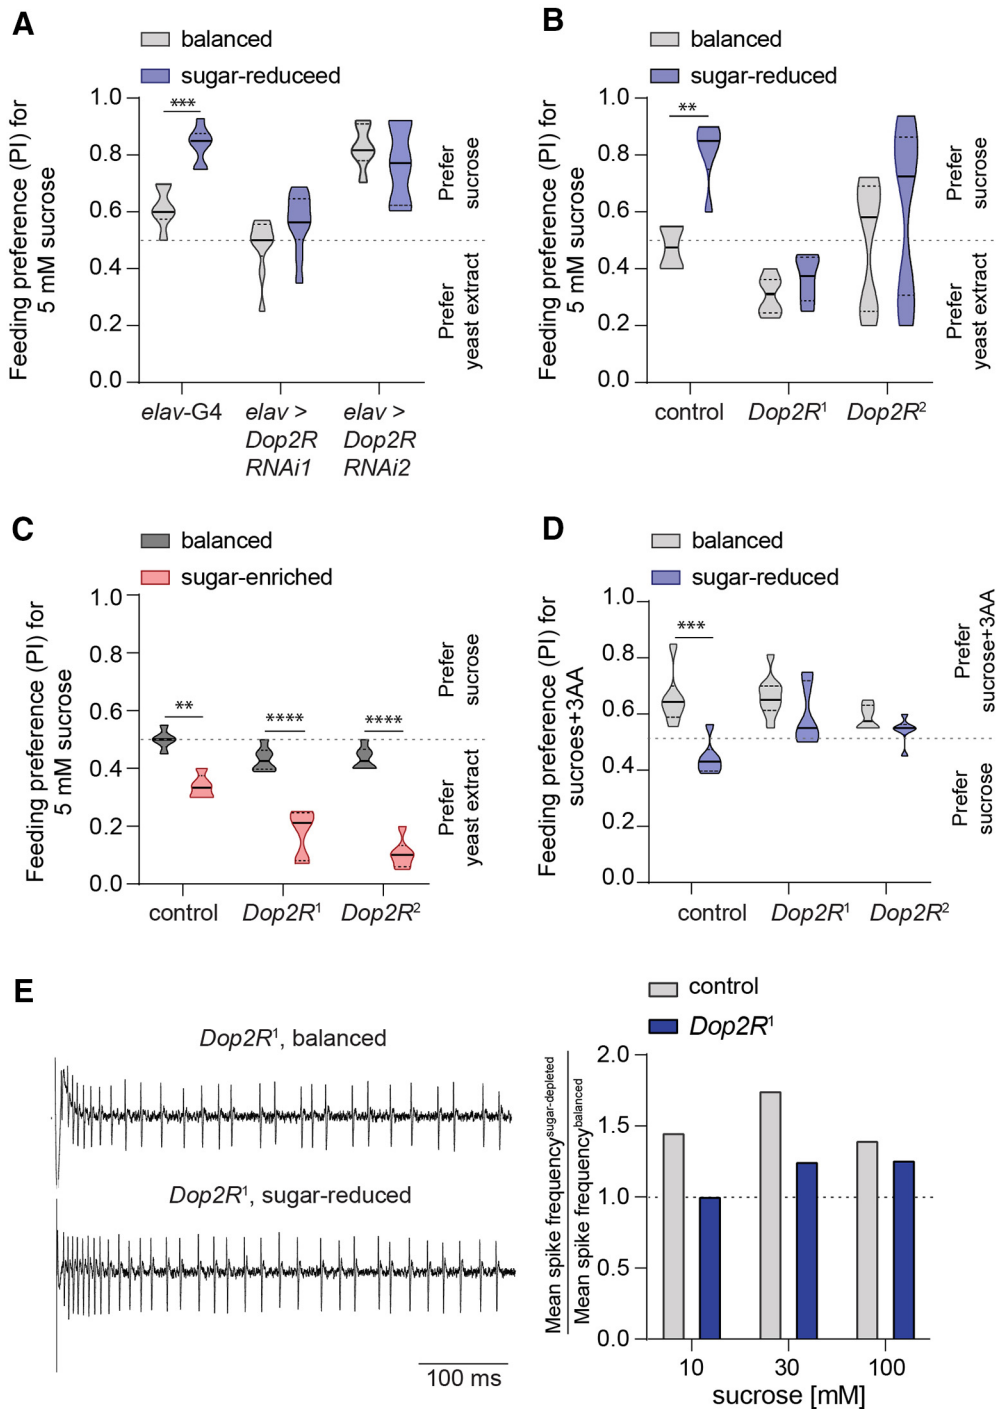 A
balanced
sugar-reduceed
Feeding preference (PI) for
5 mM sucrose
1.0
0.8
0.6
0.4
0.2
0.0
***
Prefer
sucrose
Prefer
yeast extract
elav-G4
elav >
Dop2R
RNAi1
elav >
Dop2R
RNAi2
B
balanced
sugar-reduced
Feeding preference (PI) for
5 mM sucrose
1.0
0.8
0.6
0.4
0.2
0.0
**
Prefer
sucrose
Prefer
yeast extract
control
Dop2R¹
Dop2R²
C
balanced
sugar-enriched
Feeding preference (PI) for
5 mM sucrose
1.0
0.8
0.6
0.4
0.2
0.0
**
****
****
Prefer
sucrose
Prefer
yeast extract
control
Dop2R¹
Dop2R²
D
balanced
sugar-reduced
Feeding preference (PI) for
sucroes+3AA
1.0
0.8
0.6
0.4
0.2
0.0
***
Prefer
sucrose+3AA
Prefer
sucrose
control
Dop2R¹
Dop2R²
E
Dop2R¹, balanced
Dop2R¹, sugar-reduced
100 ms
control
Dop2R¹
Mean spike frequency^sugar-depleted
Mean spike frequency^balanced
2.0
1.5
1.0
0.5
0.0
10
30
100
sucrose [mM]